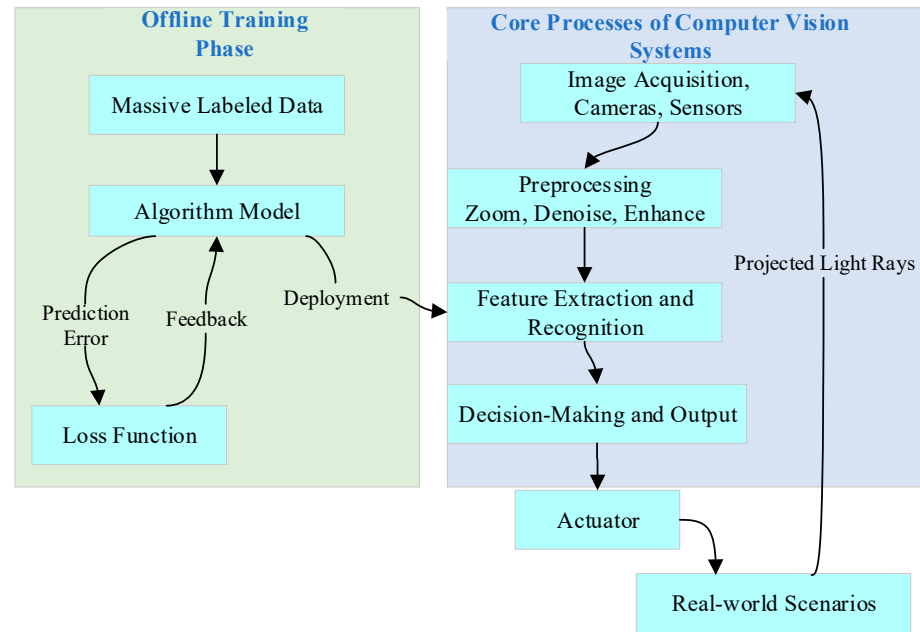 Offline Training
Phase
Massive Labeled Data
Algorithm Model
Prediction
Error
Feedback
Deployment
Loss Function
Core Processes of Computer Vision
Systems
Image Acquisition,
Cameras, Sensors
Preprocessing
Zoom, Denoise, Enhance
Projected Light Rays
Feature Extraction and
Recognition
Decision-Making and Output
Actuator
Real-world Scenarios